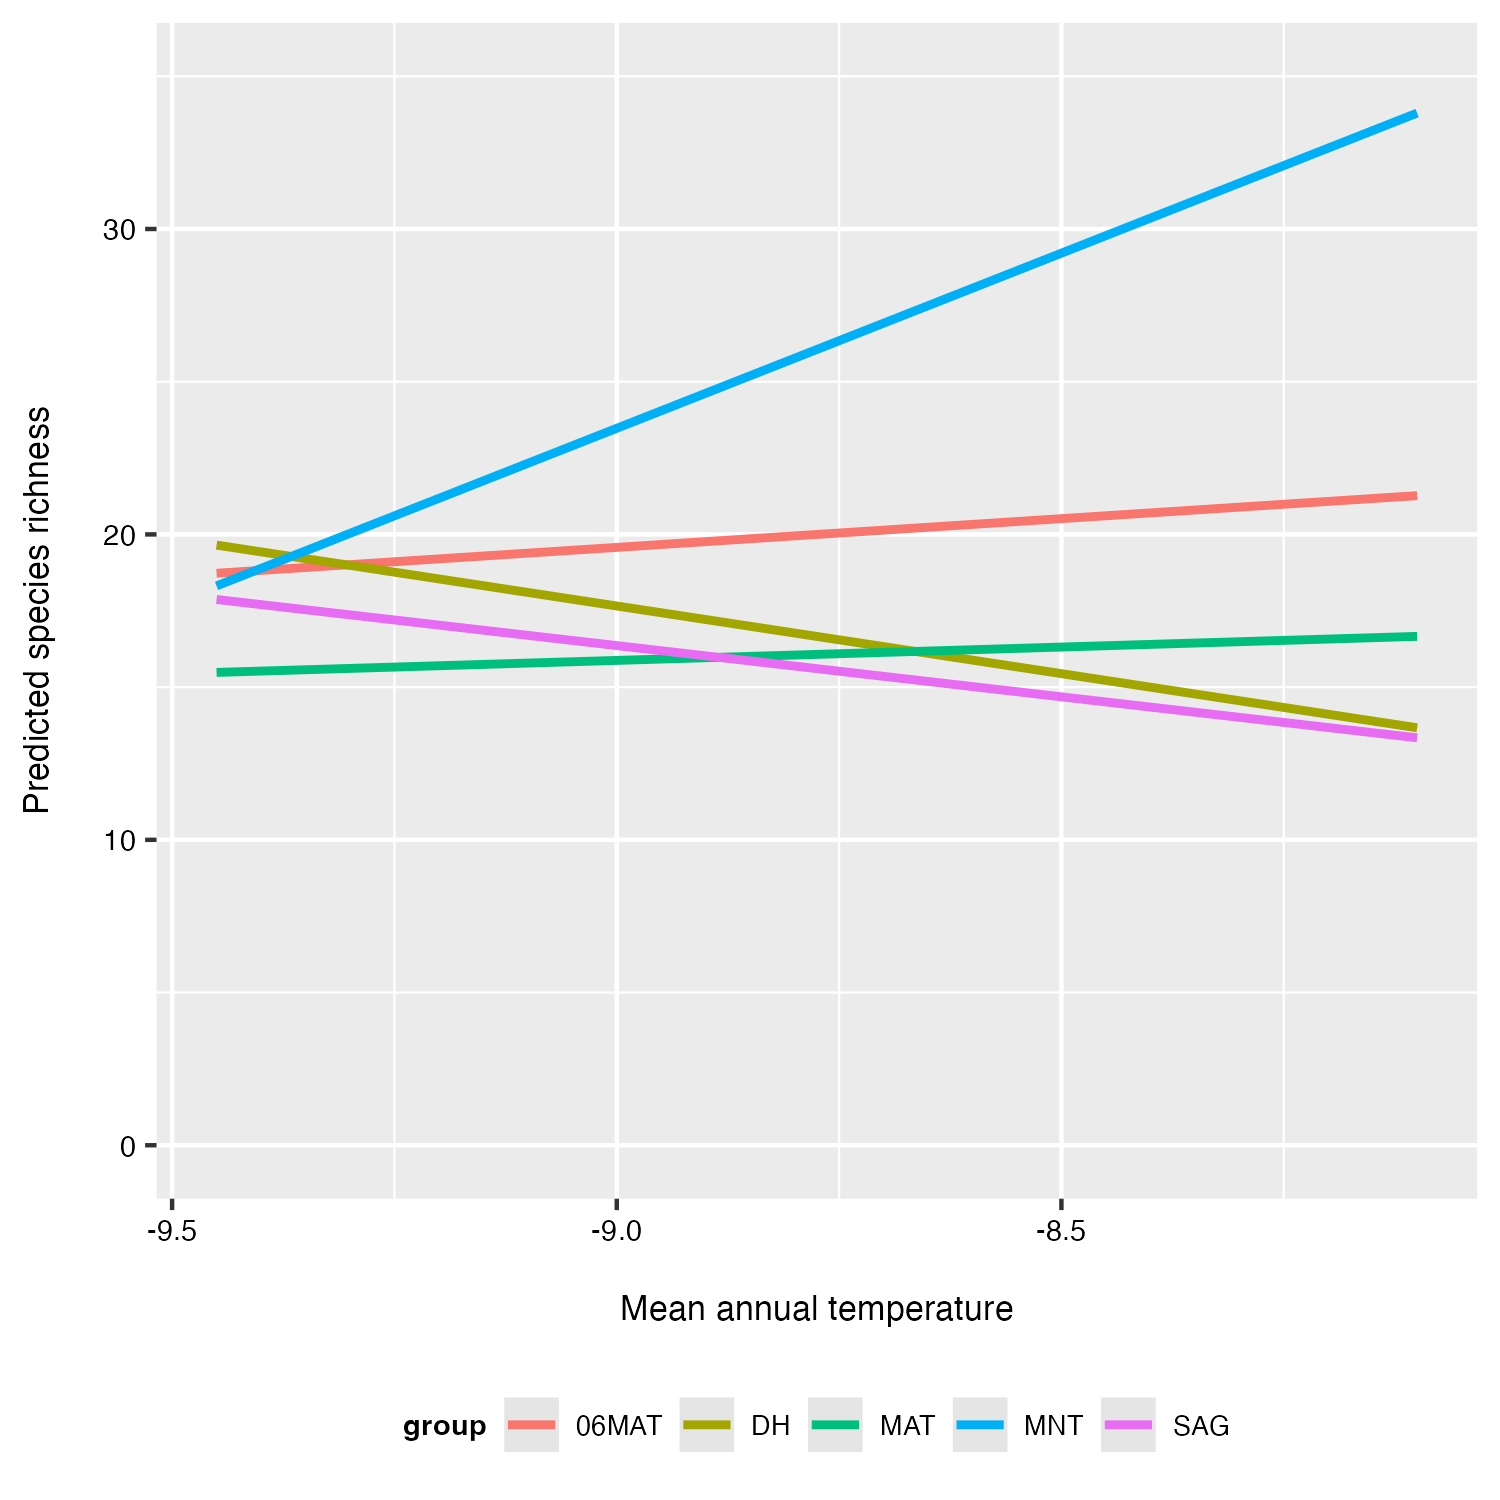 Predicted species richness
30
20
10
0
-9.5 -9.0 -8.5
Mean annual temperature
group 06MAT DH MAT MNT SAG